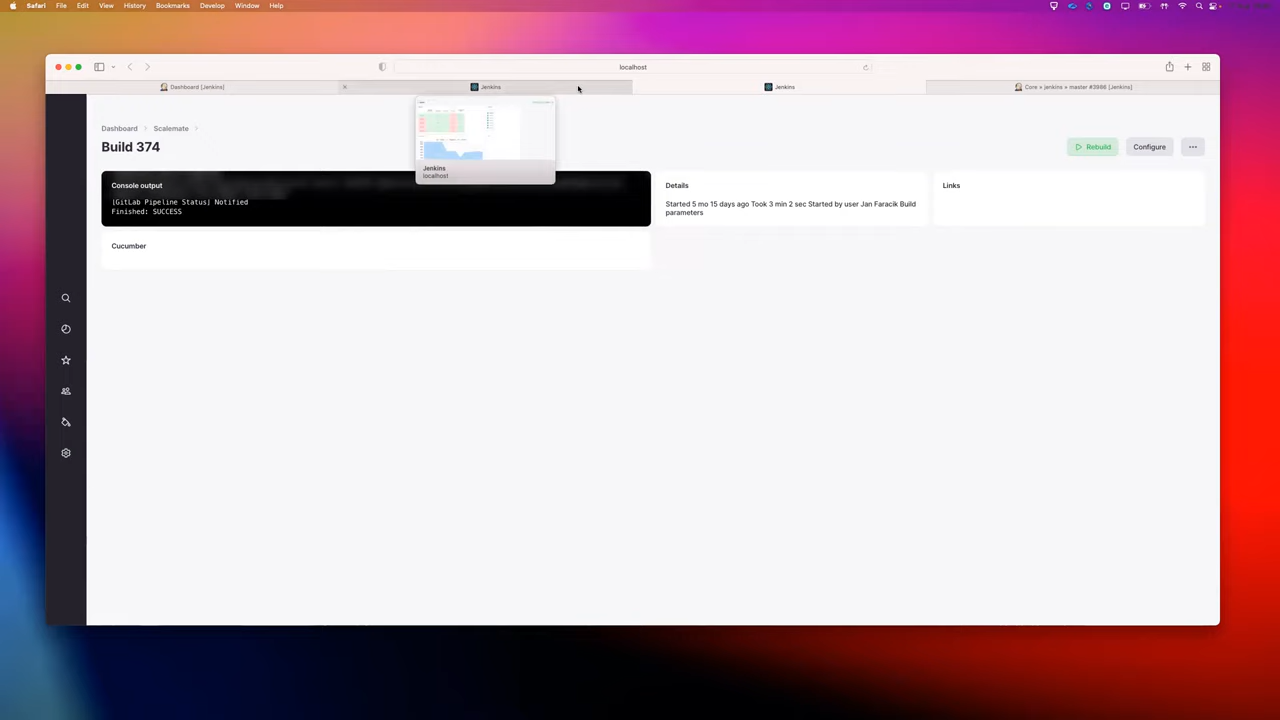 Safari File Edit View History Bookmarks Develop Window Help
localhost
Dashboard [Jenkins]
Jenkins
Jenkins
Core » jenkins » master #3986 [Jenkins]
Jenkins
localhost
Dashboard
Scalemate
Build 374
Rebuild
Configure
Console output
[GitLab Pipeline Status] Notified
Finished: SUCCESS
Cucumber
Details
Started 5 mo 15 days ago Took 3 min 2 sec Started by user Jan Faracik Build
parameters
Links